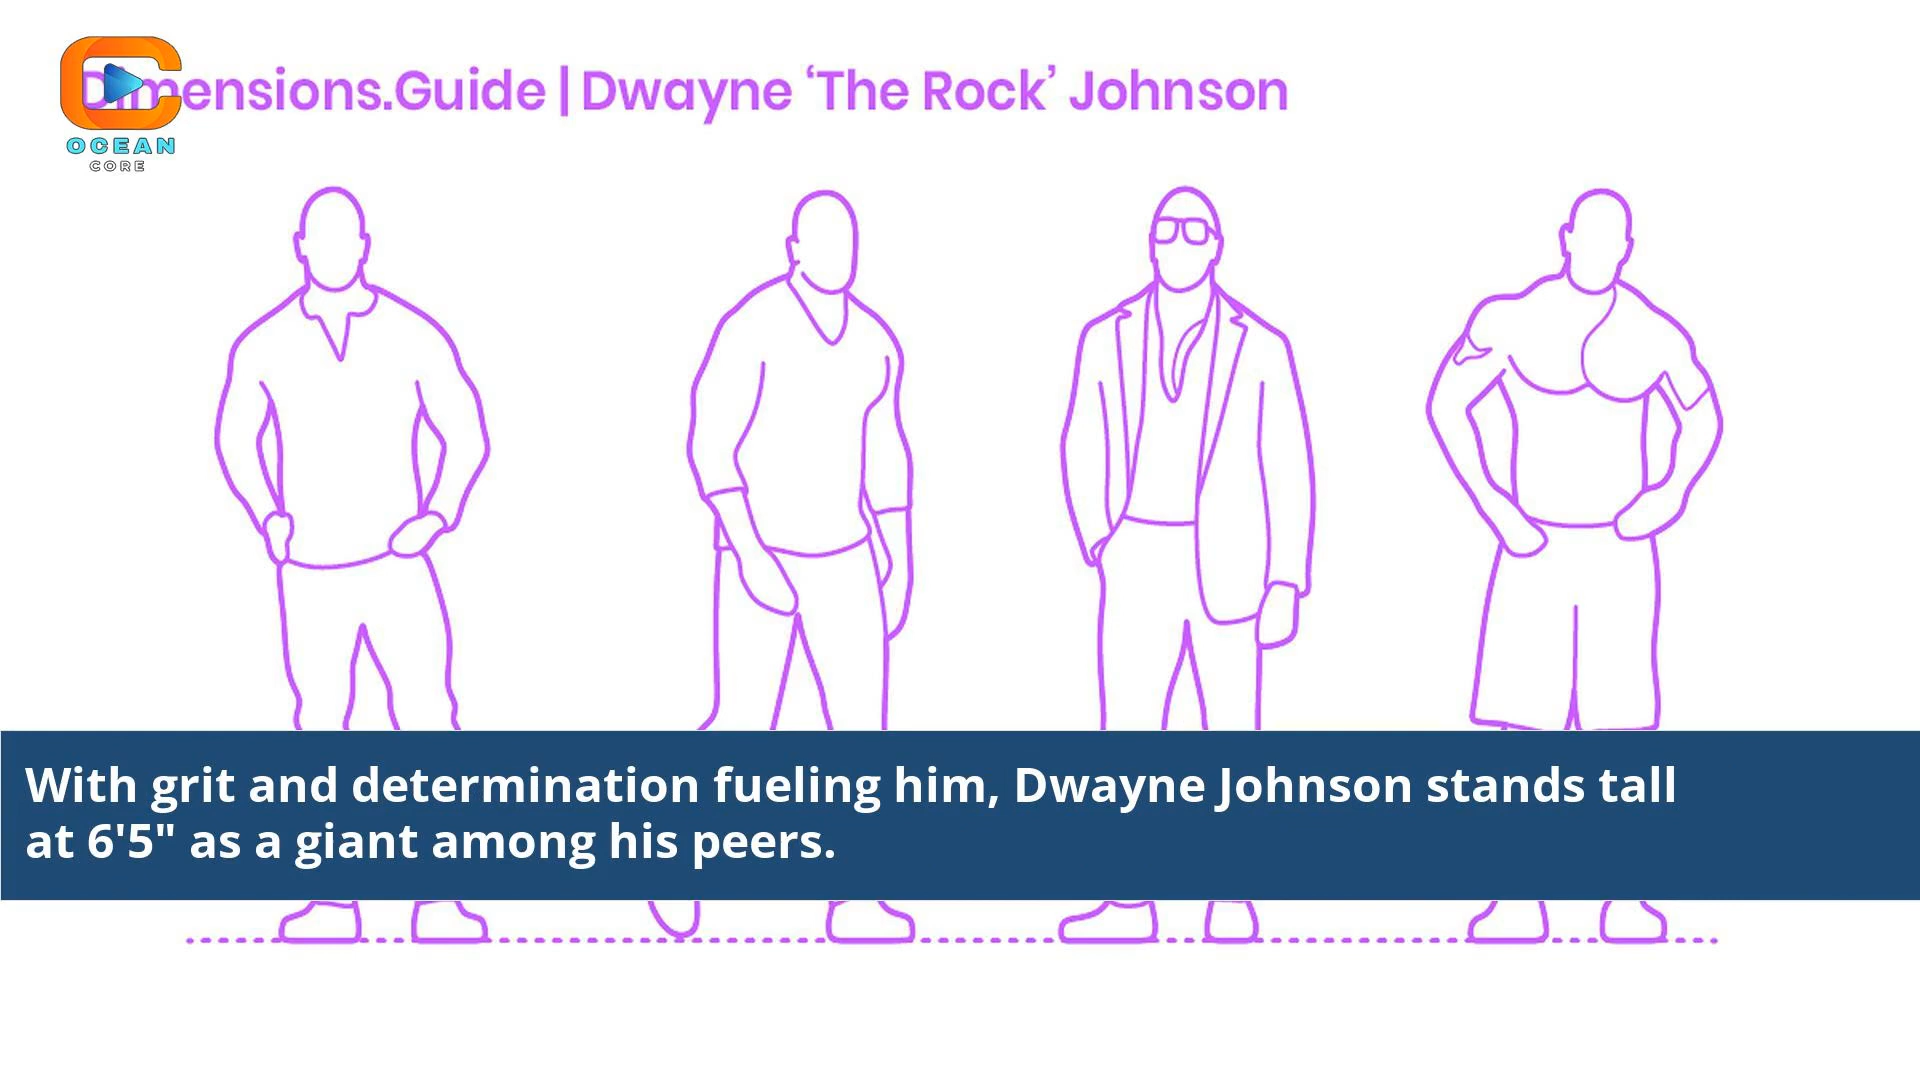 Dimensions.Guide | Dwayne ‘The Rock’ Johnson
OCEAN
CORE
With grit and determination fueling him, Dwayne Johnson stands tall
at 6'5" as a giant among his peers.